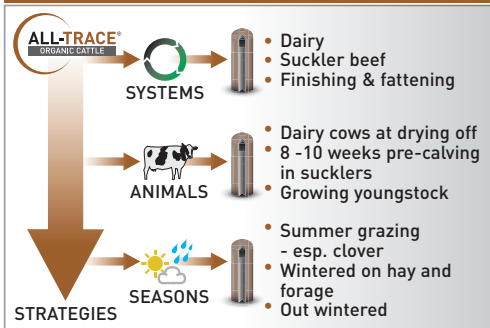 ALL-TRACE®
ORGANIC CATTLE
SYSTEMS
• Dairy
• Suckler beef
• Finishing & fattening
ANIMALS
• Dairy cows at drying off
• 8 -10 weeks pre-calving
in sucklers
• Growing youngstock
SEASONS
• Summer grazing
- esp. clover
• Wintered on hay and
forage
• Out wintered
STRATEGIES